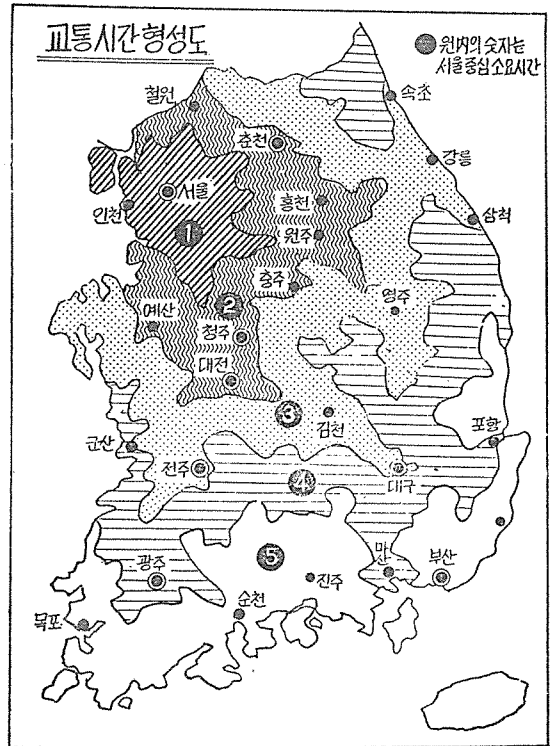 교통시간형성도
원內의 숫자는
서울중심 소요시간
철원
속초
춘천
강릉
서울
홍천
인천
삼척
원주
1
충주
2
영주
예산
청주
대전
3
김천
포항
군산
전주
4
대구
5
마산
부산
광주
진주
순천
목포